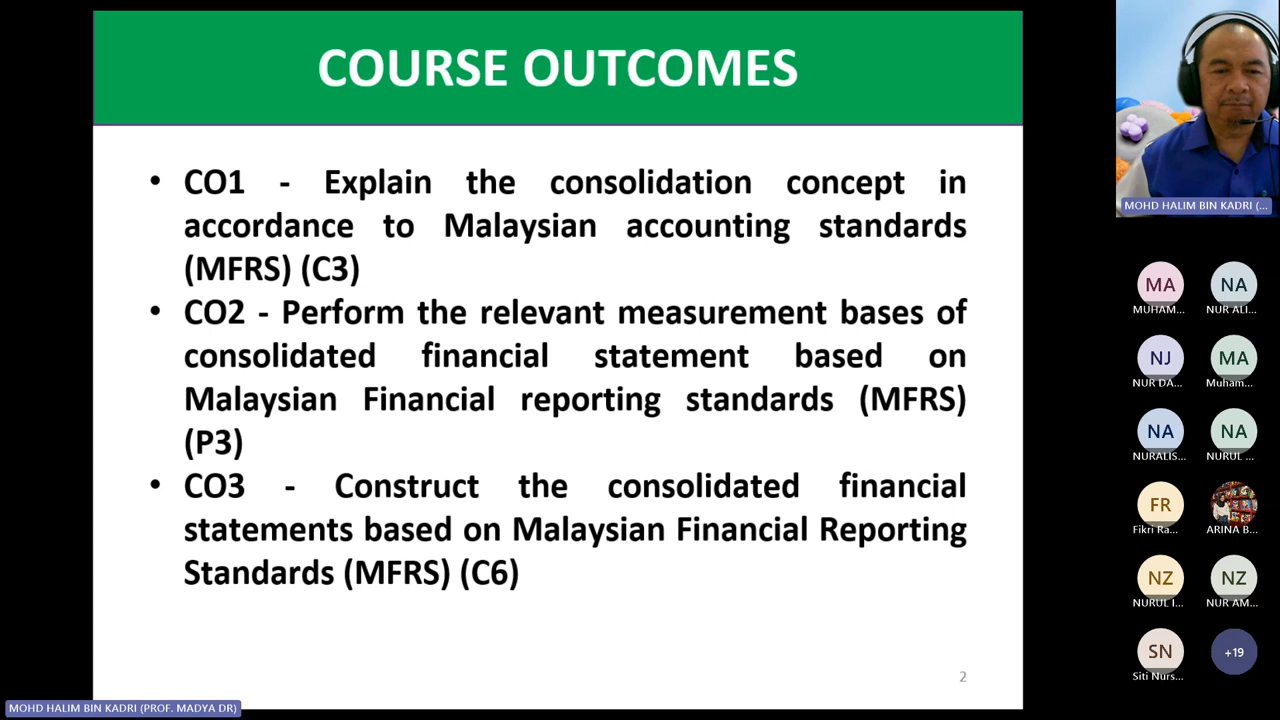 COURSE OUTCOMES
• CO1 - Explain the consolidation concept in
accordance to Malaysian accounting standards
(MFRS) (C3)
• CO2 - Perform the relevant measurement bases of
consolidated financial statement based on
Malaysian Financial reporting standards (MFRS)
(P3)
• CO3 - Construct the consolidated financial
statements based on Malaysian Financial Reporting
Standards (MFRS) (C6)
2
MOHD HALIM BIN KADRI (PROF. MADYA DR)
MOHD HALIM BIN KADRI (...
MA NA
MUHAM... NUR ALI...
NJ MA
NUR DA... Muham...
NA NA
NURALIS... NURUL ...
FR
Fikri Ra... ARINA B...
NZ NZ
NURUL I... NUR AM...
SN +19
Siti Nurs...